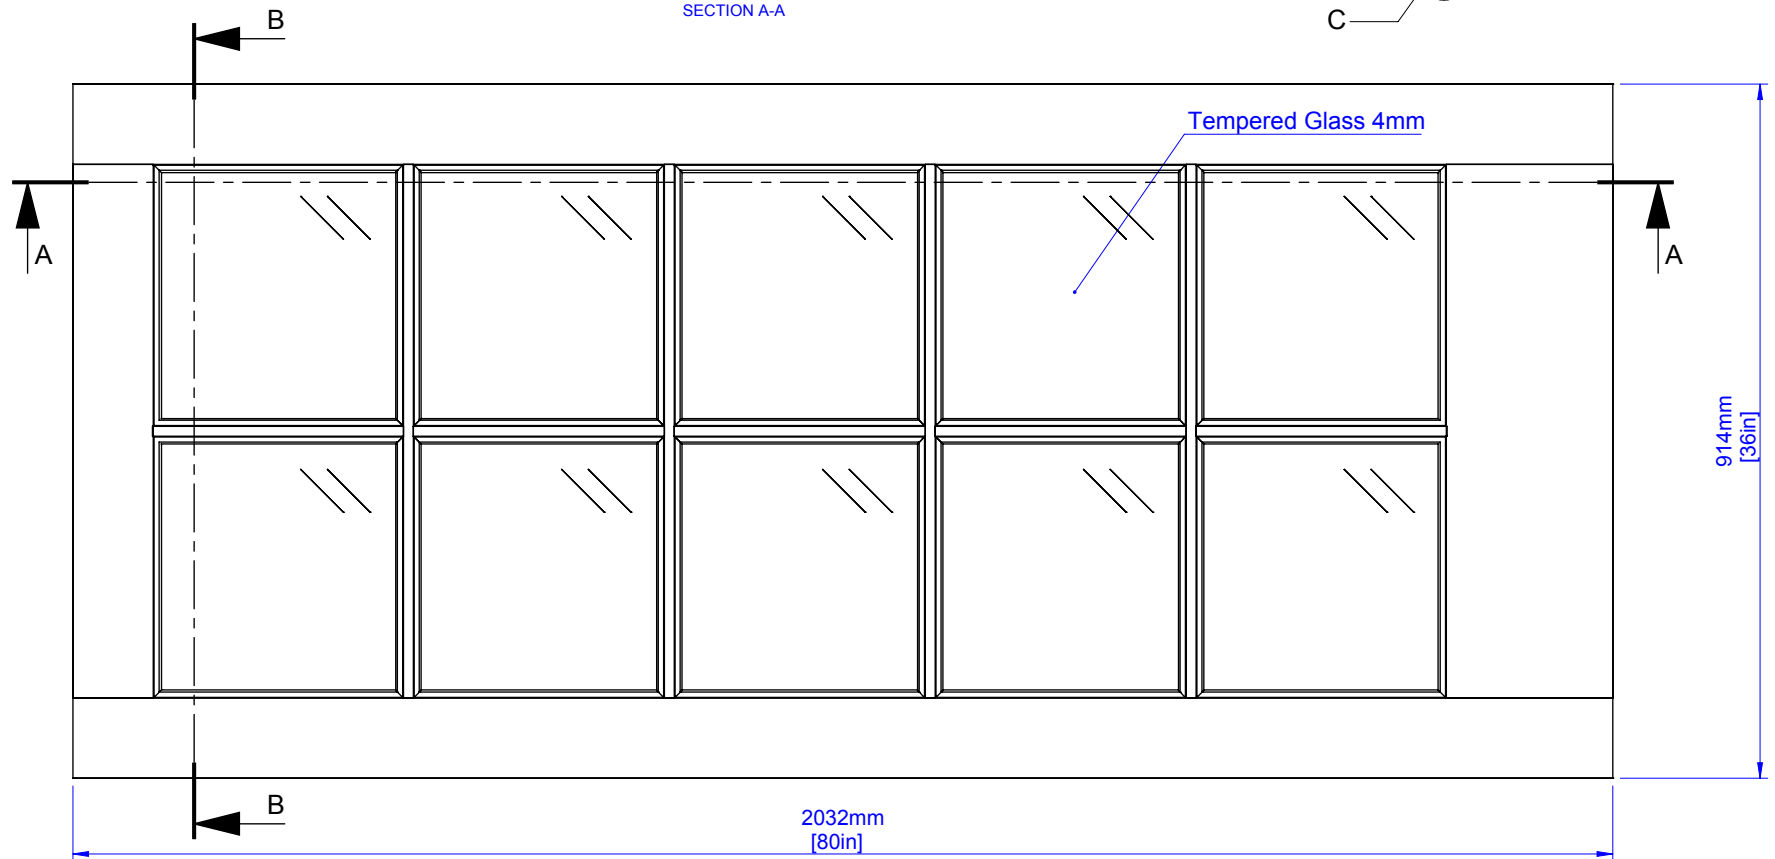 SECTION A-A
C
B
Tempered Glass 4mm
A
A
914mm
[36in]
B
2032mm
[80in]